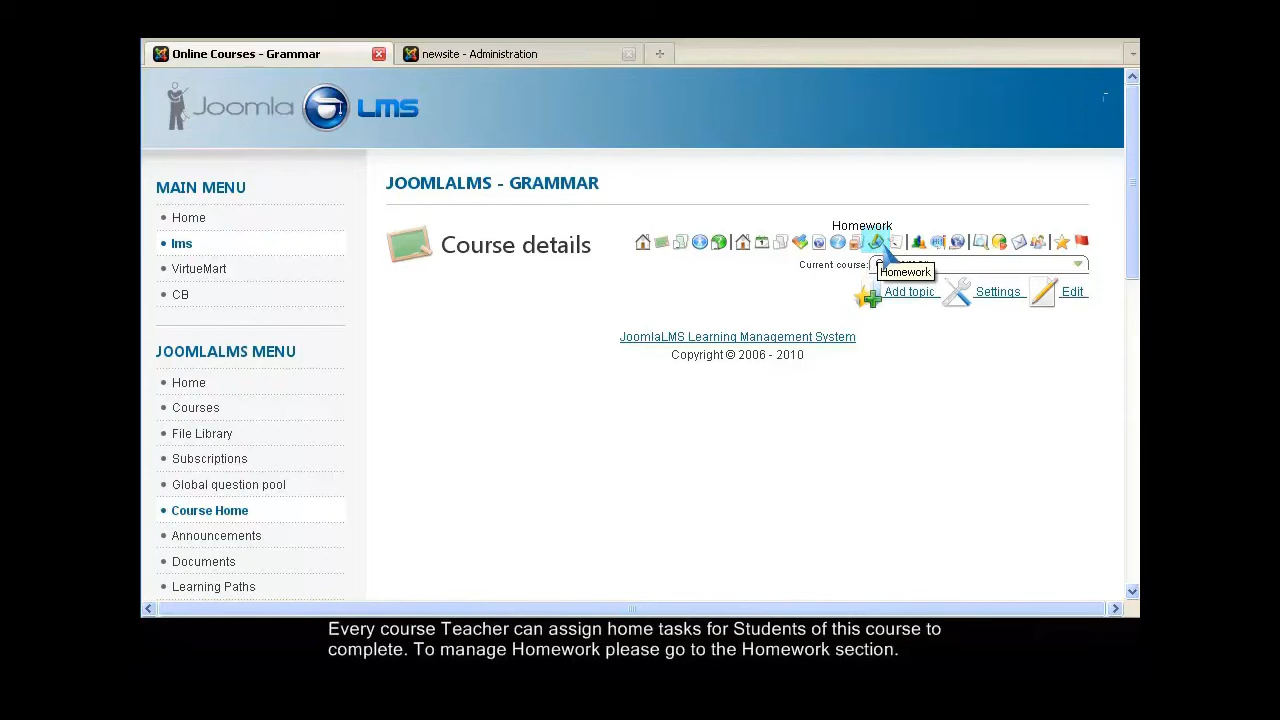 Online Courses - Grammar
newsite - Administration
Joomla LMS
MAIN MENU
Home
lms
VirtueMart
CB
JOOMLALMS MENU
Home
Courses
File Library
Subscriptions
Global question pool
Course Home
Announcements
Documents
Learning Paths
JOOMLALMS - GRAMMAR
Homework
Course details
Current course:
Homework
Add topic
Settings
Edit
JoomlaLMS Learning Management System
Copyright © 2006 - 2010
Every course Teacher can assign home tasks for Students of this course to
complete. To manage Homework please go to the Homework section.